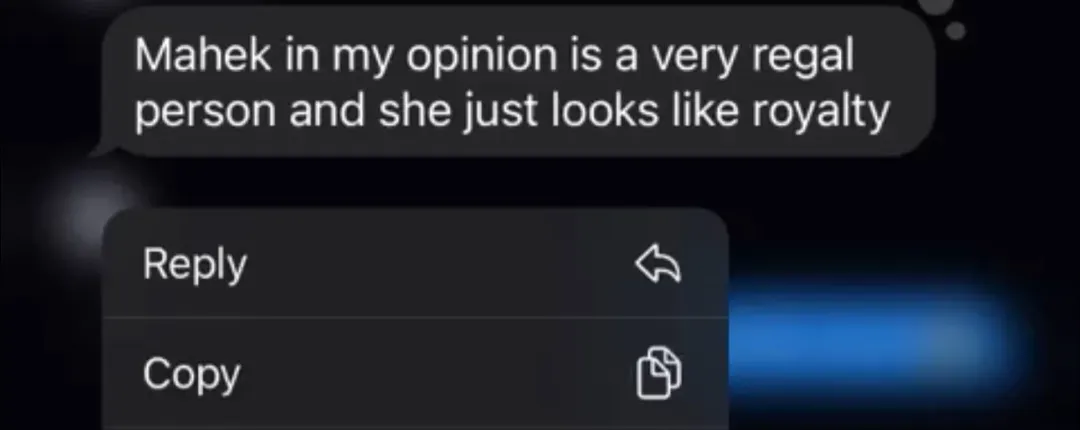 Mahek in my opinion is a very regal
person and she just looks like royalty
Reply
Copy